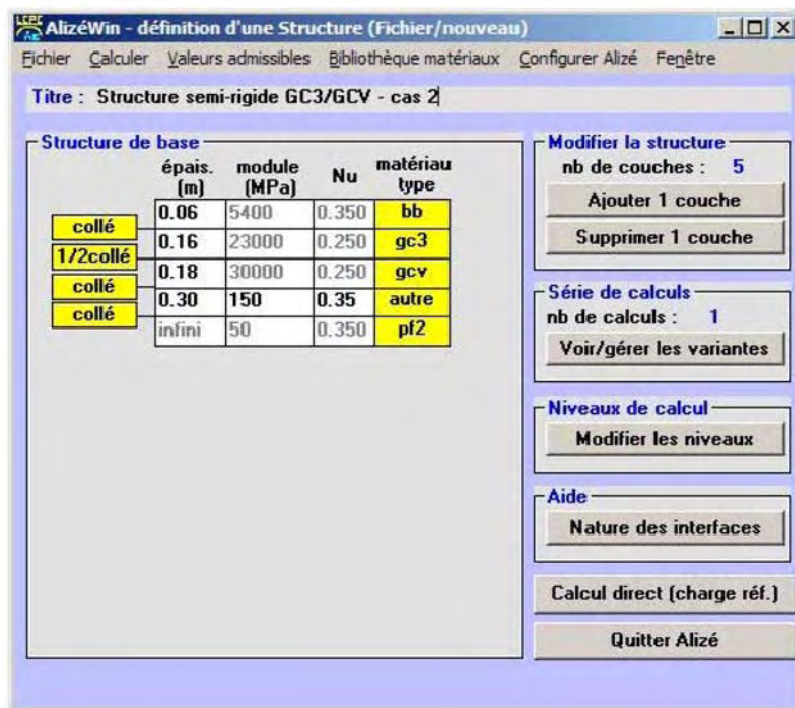 LCPC Alz AlizéWin - définition d'une Structure (Fichier/nouveau)
Fichier Calculer Valeurs admissibles Bibliothèque matériaux Configurer Alizé Fenêtre
Titre : Structure semi-rigide GC3/GCV - cas 2
Structure de base
épais. (m) module (MPa) Nu matériau type
0.06 5400 0.350 bb
collé
0.16 23000 0.250 gc3
1/2collé
0.18 30000 0.250 gcv
collé
0.30 150 0.35 autre
collé
infini 50 0.350 pf2
Modifier la structure
nb de couches : 5
Ajouter 1 couche
Supprimer 1 couche
Série de calculs
nb de calculs : 1
Voir/gérer les variantes
Niveaux de calcul
Modifier les niveaux
Aide
Nature des interfaces
Calcul direct (charge réf.)
Quitter Alizé